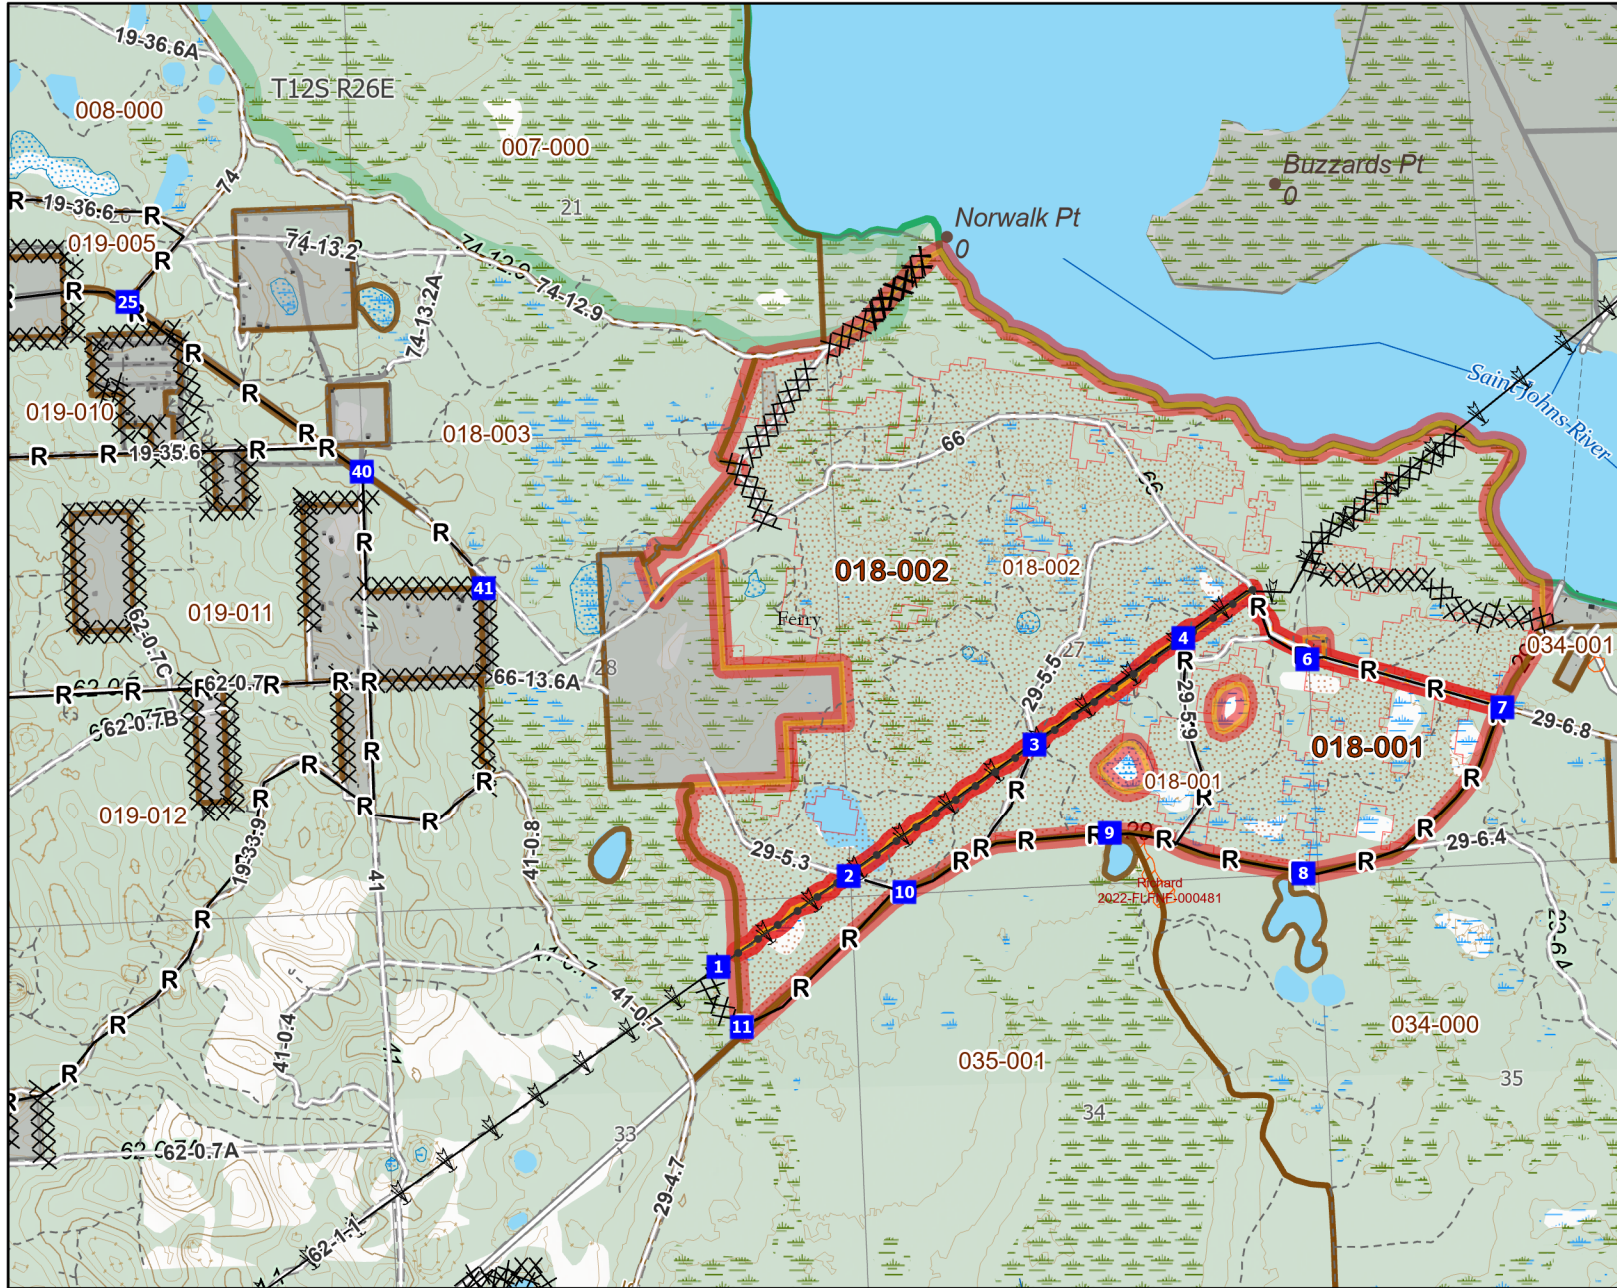 19-36.6A
T12S R26E
008-000
007-000
Buzzards Pt
0
74
R
19-36.6
R
21
Norwalk Pt
0
019-005
74-13.2
74-12.9
R
R
25
74-12.9
74-13.2A
Saint Johns River
R
R
019-010
018-003
66
R
R
R
19-35.6
R
R
40
66
R
R
41
018-002
018-002
019-011
Ferry
R
4
034-001
62-0.7C
28
27
R
6
R
R
62-0.7
R
R
R
66-13.6A
29-5.5
29-5.9
R
7
29-6.8
62-0.7B
3
018-001
R
R
R
R
018-001
R
R
R
019-012
R
R
R
19-33-9
41-0.8
29-5.3
R
R
R
R
9
R
R
R
R
29-6.4
41
2
10
8
Richard
2022-FLFNF-000481
R
R
29-6.4
R
1
R
41-0.7
R
11
034-000
41-0.4
41
035-001
R
35
34
33
62-0.7A
29-4.7
62-1.1